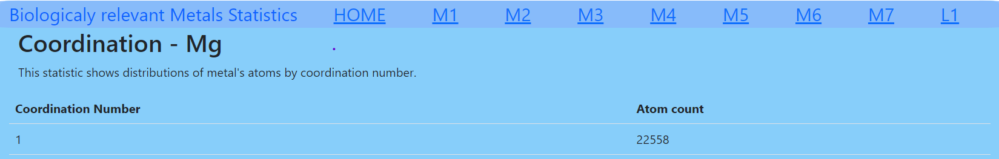 Biologicaly relevant Metals Statistics HOME M1 M2 M3 M4 M5 M6 M7 L1
Coordination - Mg
This statistic shows distributions of metal's atoms by coordination number.
Coordination Number Atom count
1 22558